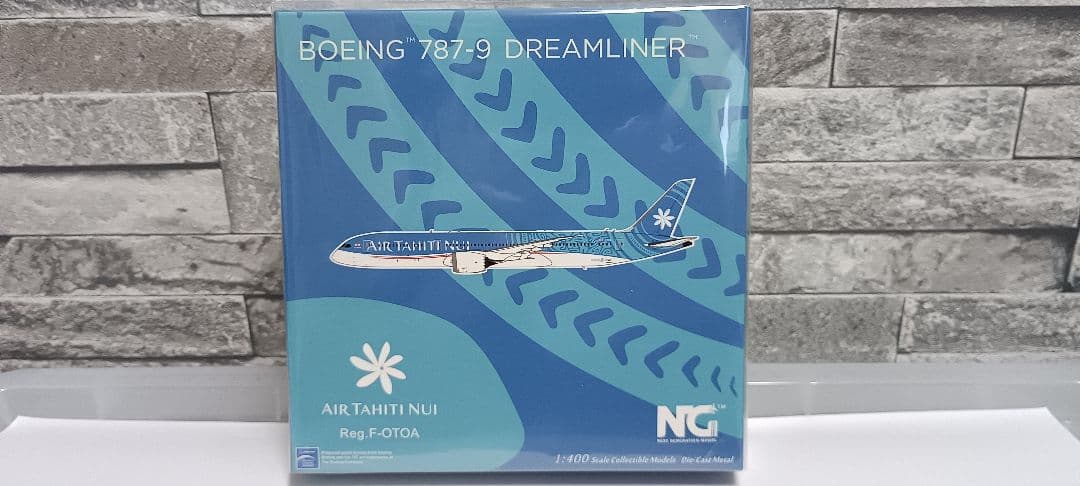 BOEING™ 787-9 DREAMLINER™
AIR TAHITI NUI
AIR TAHITI NUI
Reg.F-OTOA
NG™
NEXT GENERATION MODEL
1:400 Scale Collectible Models Die-Cast Metal